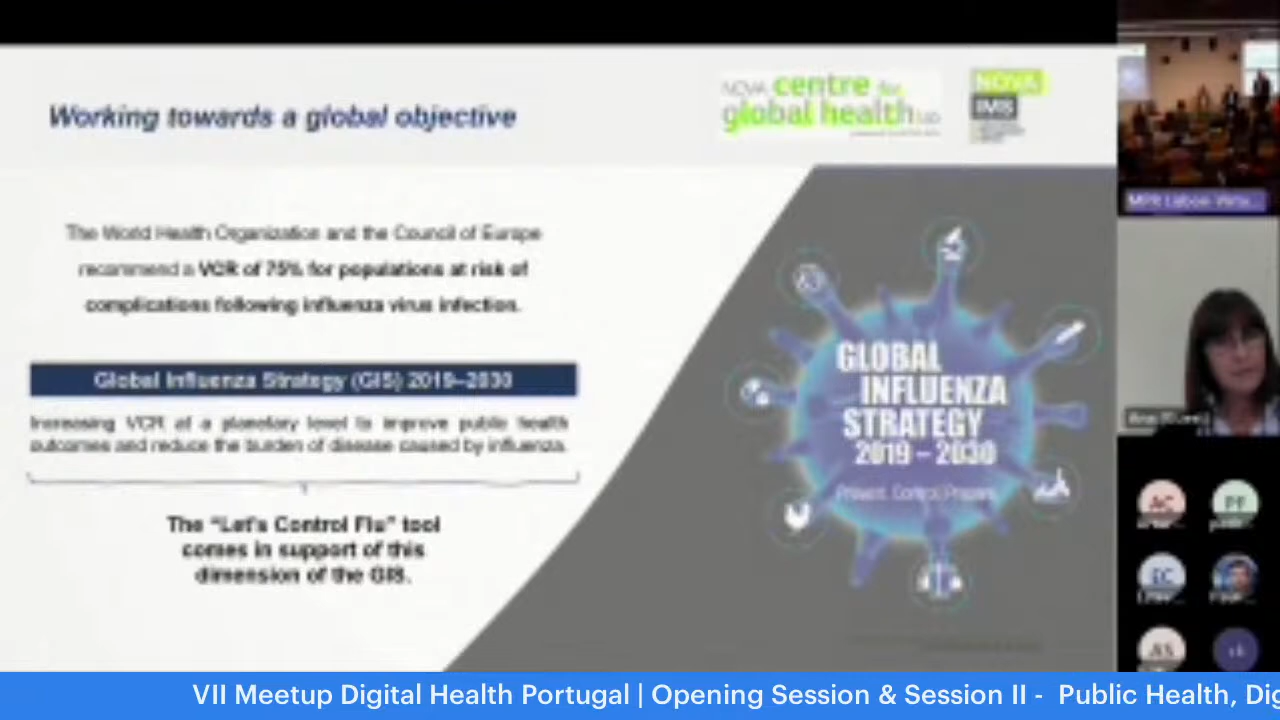 Working towards a global objective
NOVA centre for
global health
NOVA
IMS
The World Health Organization and the Council of Europe
recommend a VCR of 75% for populations at risk of
complications following influenza virus infection.
Global Influenza Strategy (GIS) 2019–2030
Increasing VCR at a planetary level to improve public health
outcomes and reduce the burden of disease caused by influenza.
The “Let's Control Flu” tool
comes in support of this
dimension of the GIS.
GLOBAL
INFLUENZA
STRATEGY
2019 – 2030
Prevent. Control. Prepare.
AC
PF
EC
AS
VII Meetup Digital Health Portugal | Opening Session & Session II - Public Health, Dig